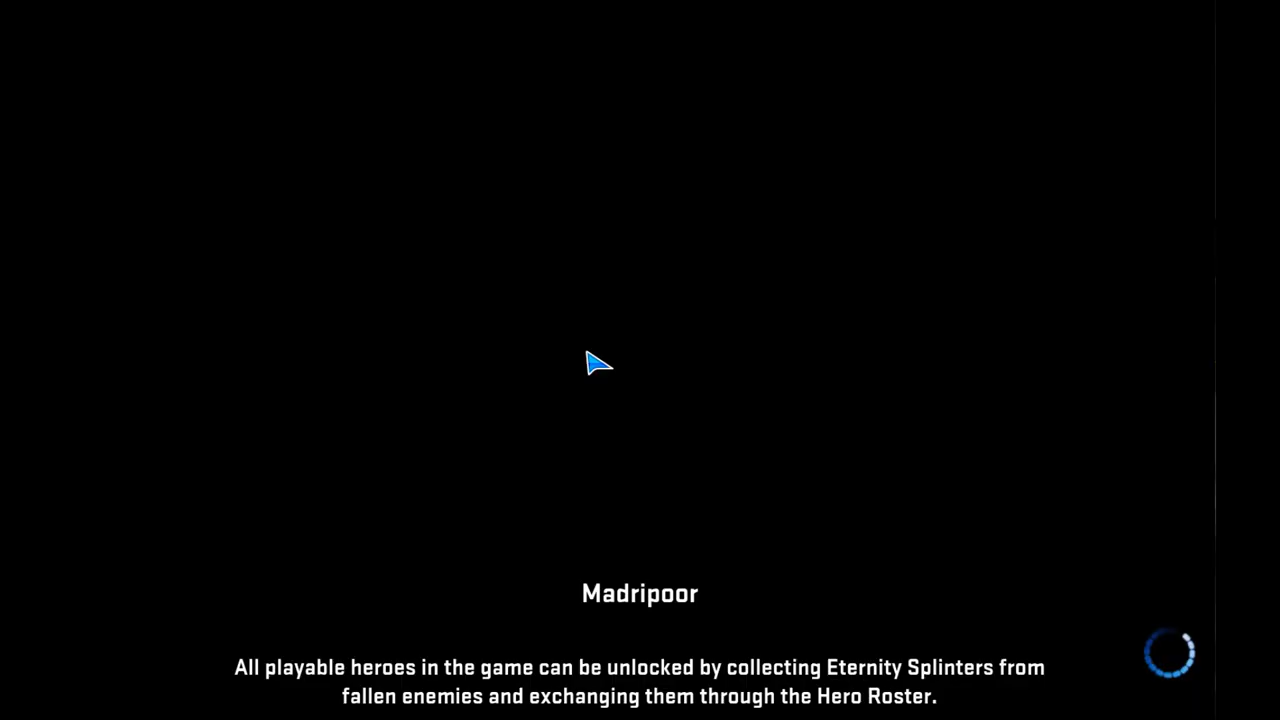 Madripoor
All playable heroes in the game can be unlocked by collecting Eternity Splinters from
fallen enemies and exchanging them through the Hero Roster.